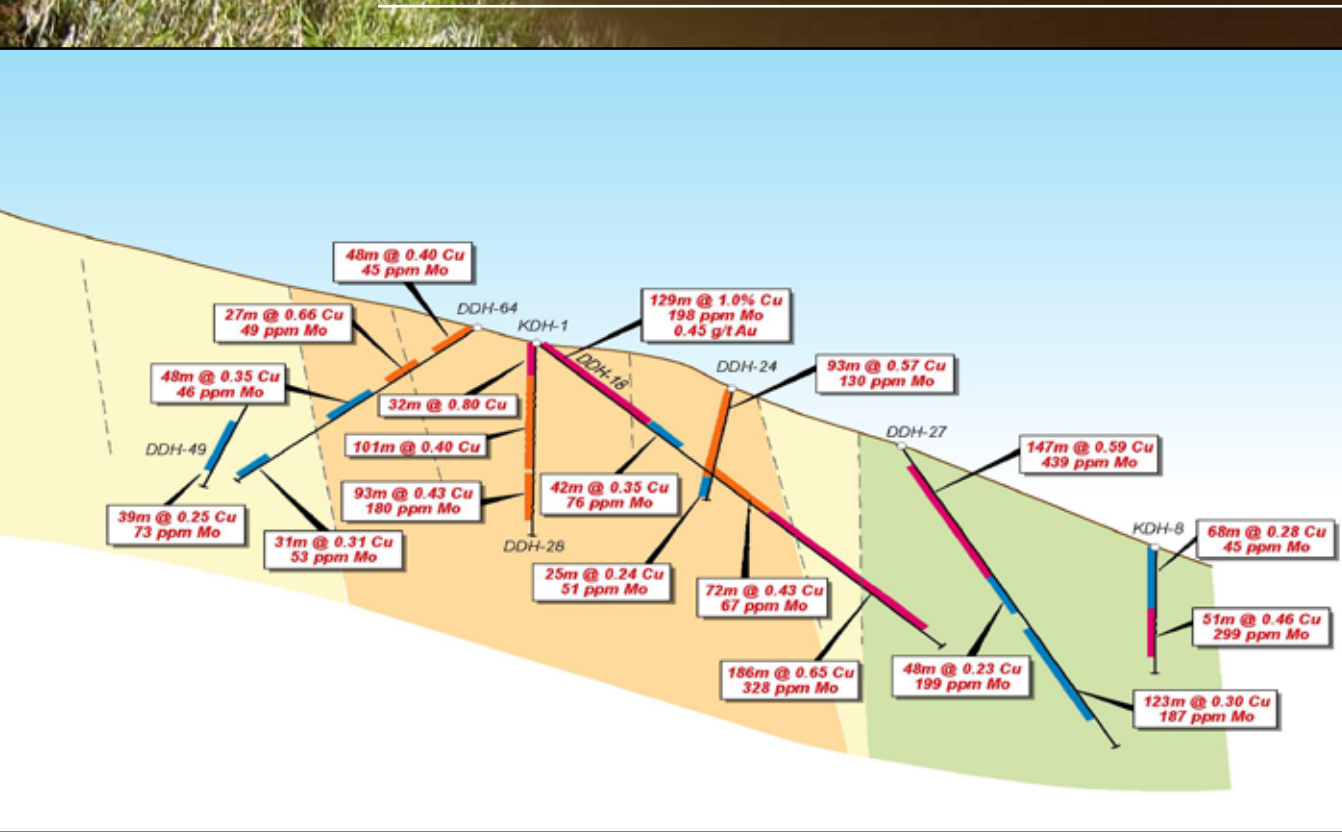 48m @ 0.40 Cu
45 ppm Mo
DDH-64
27m @ 0.66 Cu
49 ppm Mo
KDH-1
129m @ 1.0% Cu
198 ppm Mo
0.45 g/t Au
DDH-18
DDH-24
93m @ 0.57 Cu
130 ppm Mo
48m @ 0.35 Cu
46 ppm Mo
32m @ 0.80 Cu
DDH-49
101m @ 0.40 Cu
DDH-27
147m @ 0.59 Cu
439 ppm Mo
93m @ 0.43 Cu
180 ppm Mo
42m @ 0.35 Cu
76 ppm Mo
39m @ 0.25 Cu
73 ppm Mo
31m @ 0.31 Cu
53 ppm Mo
DDH-28
25m @ 0.24 Cu
51 ppm Mo
72m @ 0.43 Cu
67 ppm Mo
KDH-8
68m @ 0.28 Cu
45 ppm Mo
51m @ 0.46 Cu
299 ppm Mo
186m @ 0.65 Cu
328 ppm Mo
48m @ 0.23 Cu
199 ppm Mo
123m @ 0.30 Cu
187 ppm Mo